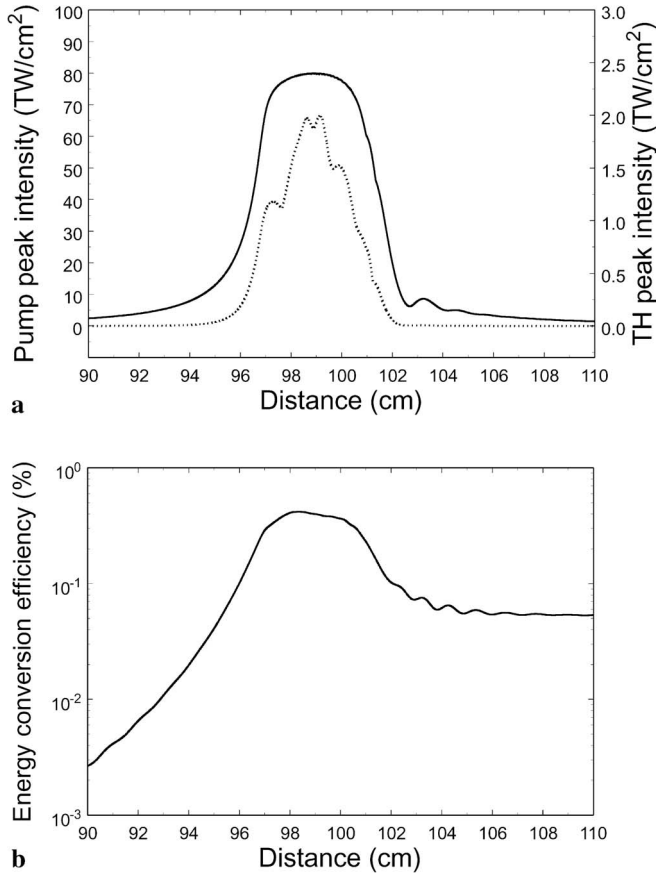 Pump peak intensity (TW/cm²)
100
90
80
70
60
50
40
30
20
10
0
3.0
2.5
2.0
1.5
1.0
0.5
0.0
TH peak intensity (TW/cm²)
90 92 94 96 98 100 102 104 106 108 110
Distance (cm)
a
Energy conversion efficiency (%)
10⁰
10⁻¹
10⁻²
10⁻³
90 92 94 96 98 100 102 104 106 108 110
Distance (cm)
b